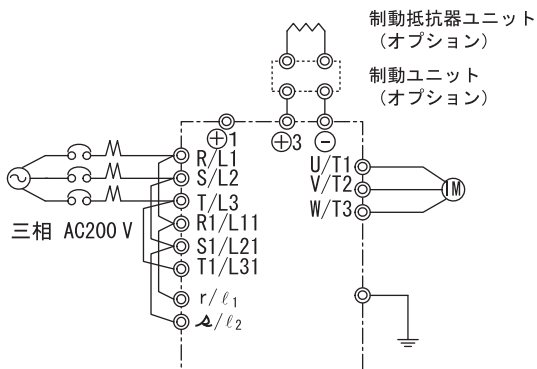 制動抵抗器ユニット
（オプション）
制動ユニット
（オプション）
⊕1
⊕3
⊖
R/L1
S/L2
T/L3
R1/L11
S1/L21
T1/L31
r/ℓ1
s/ℓ2
三相 AC200 V
U/T1
V/T2
W/T3
IM